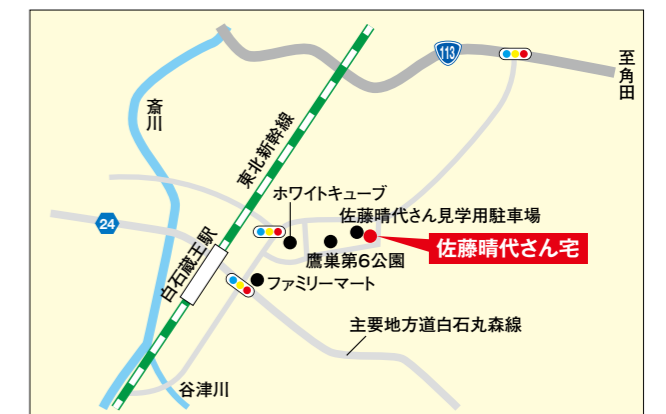 113
至角田
斎川
東北新幹線
ホワイトキューブ
佐藤晴代さん見学用駐車場
24
佐藤晴代さん宅
鷹巣第6公園
白石蔵王駅
ファミリーマート
主要地方道白石丸森線
谷津川